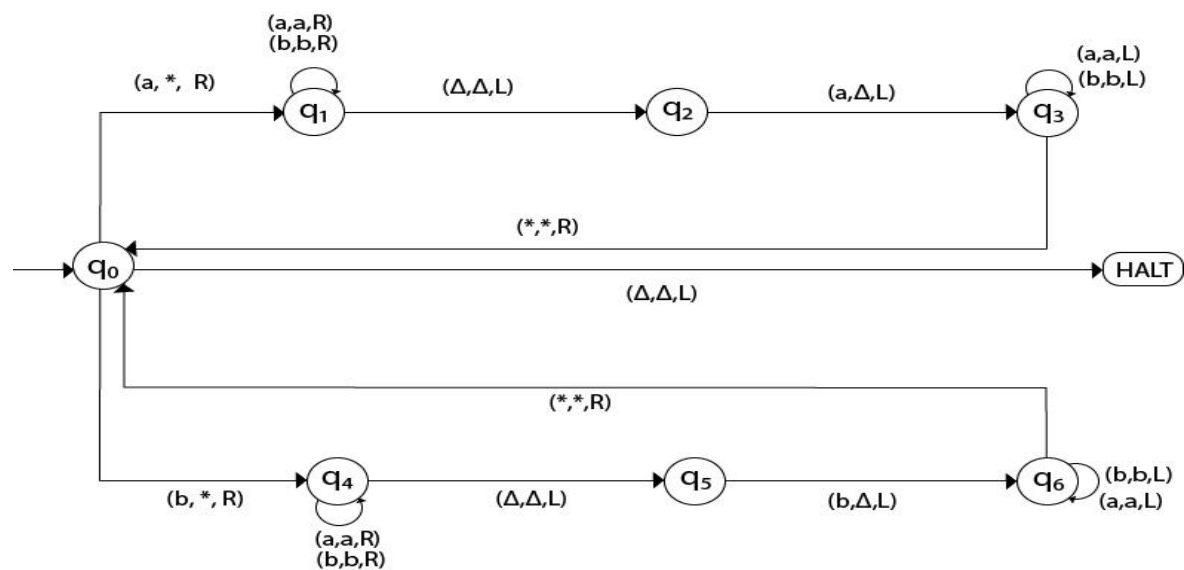 (a,a,R)
(b,b,R)
(a, *, R)
q₁
(Δ,Δ,L)
q₂
(a,Δ,L)
(a,a,L)
(b,b,L)
q₃
(*,*,R)
q₀
HALT
(Δ,Δ,L)
(*,*,R)
(b, *, R)
q₄
(Δ,Δ,L)
q₅
(b,Δ,L)
q₆
(b,b,L)
(a,a,L)
(a,a,R)
(b,b,R)